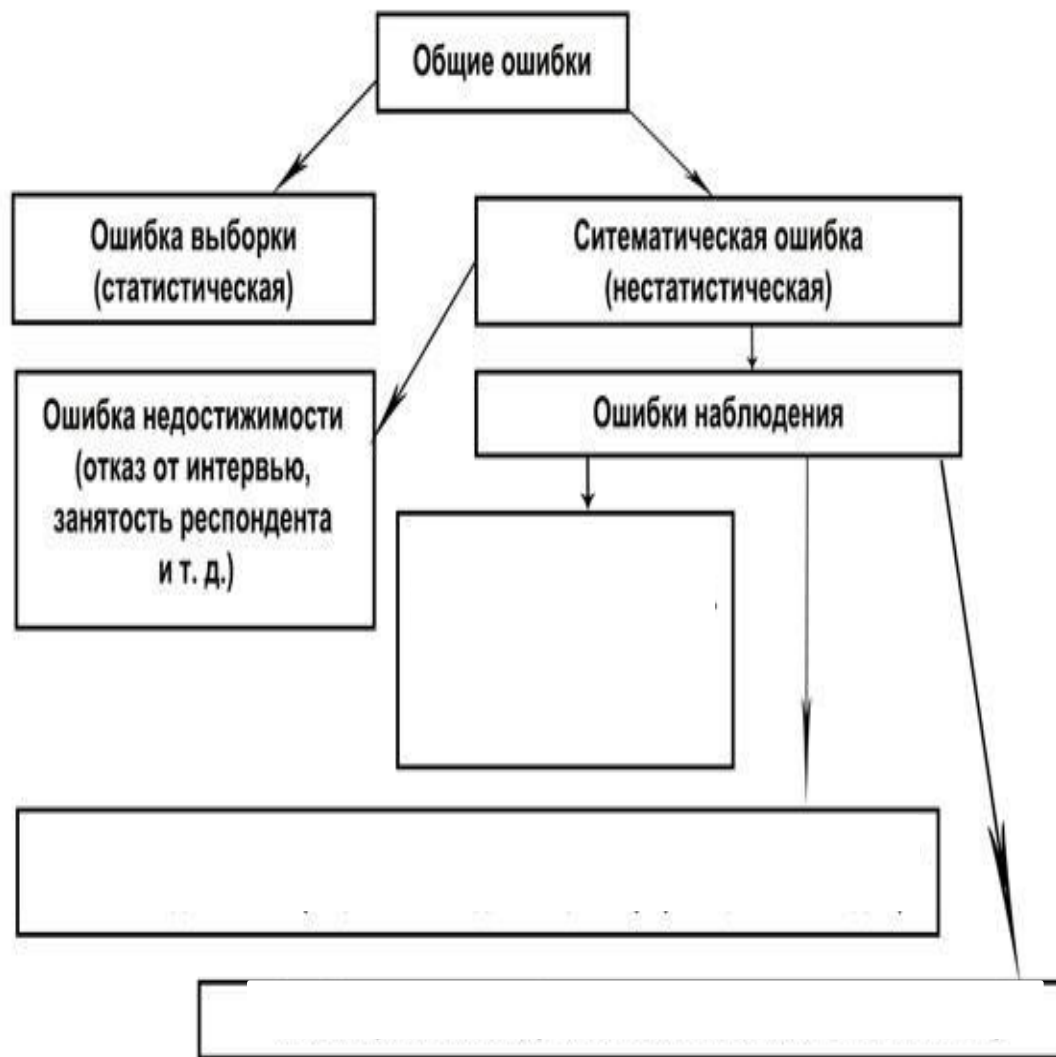 Общие ошибки
Ошибка выборки
(статистическая)
Ситематическая ошибка
(нестатистическая)
Ошибка недостижимости
(отказ от интервью,
занятость респондента
и т. д.)
Ошибки наблюдения